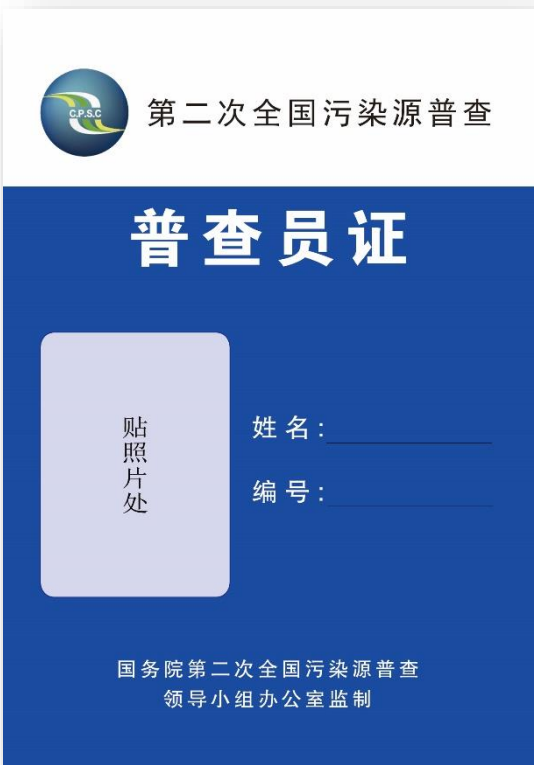 C.P.S.C
第二次全国污染源普查
普查员证
贴照片处
姓名：
编号：
国务院第二次全国污染源普查
领导小组办公室监制